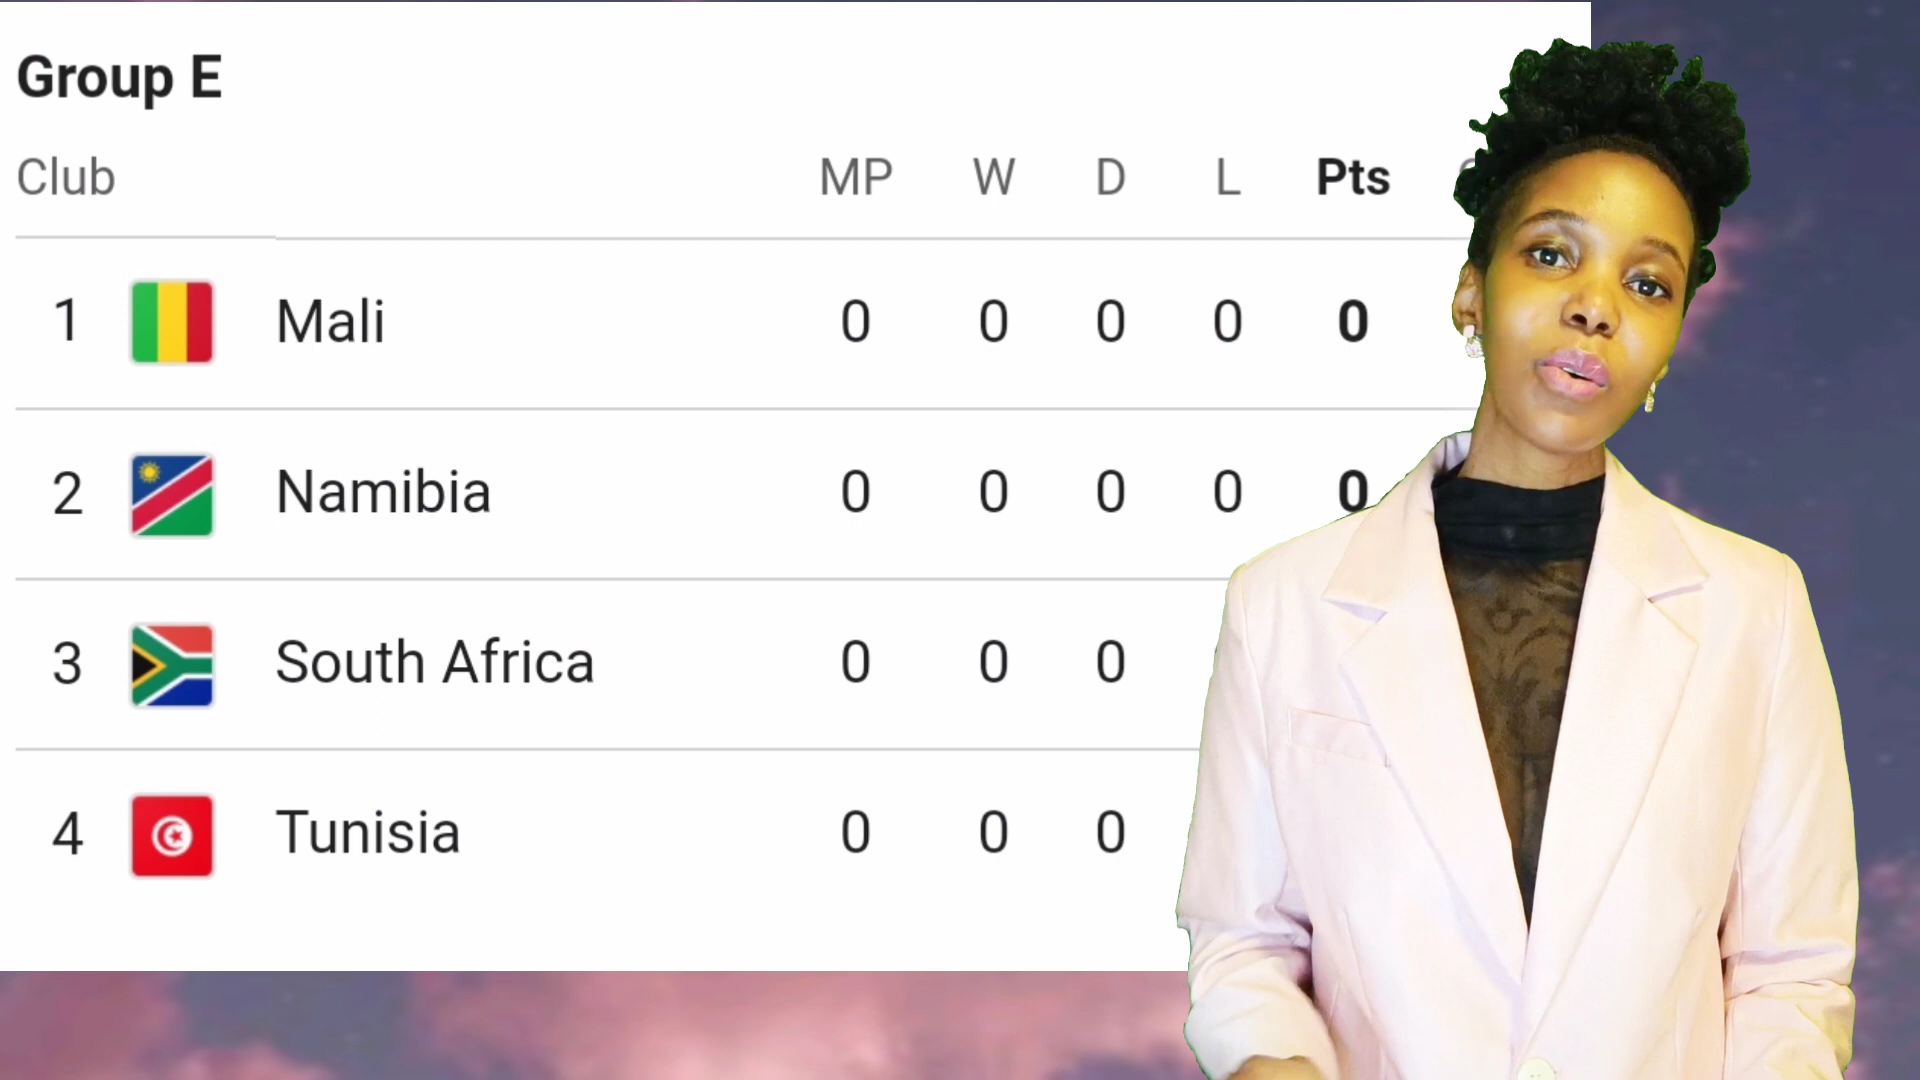 Group E
Club MP W D L Pts
1 Mali 0 0 0 0 0
2 Namibia 0 0 0 0 0
3 South Africa 0 0 0
4 Tunisia 0 0 0